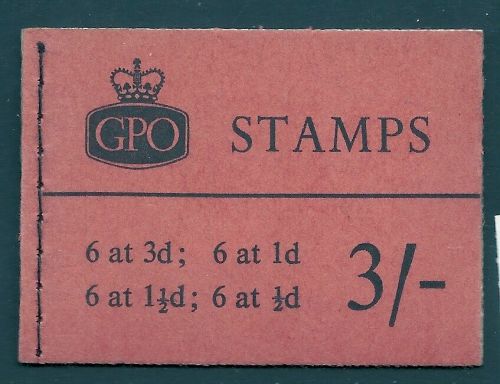 GPO STAMPS
6 at 3d; 6 at 1d
6 at 1½d; 6 at ½d
3/-